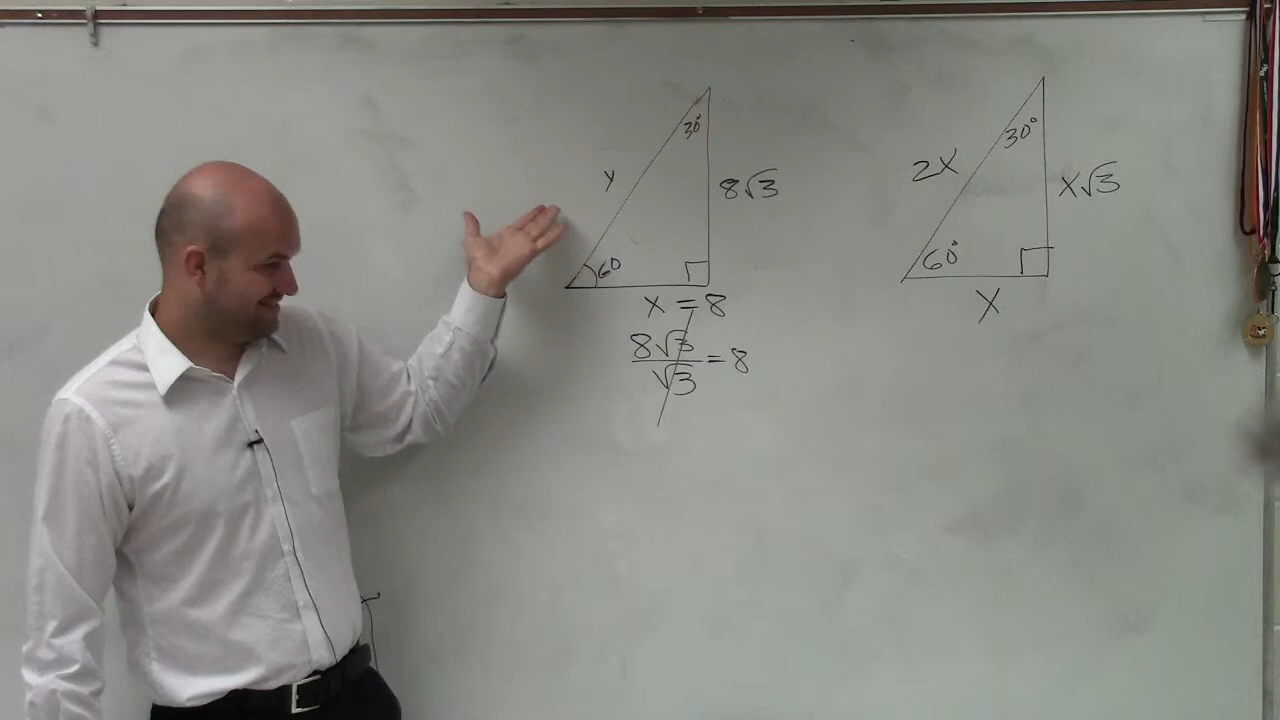 30°
y
8√3
60
x = 8
8√3
√3
= 8
30°
2x
x√3
60°
x